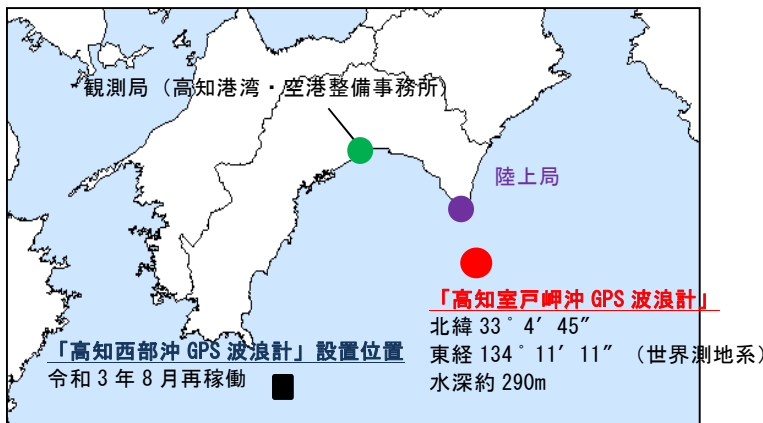 観測局（高知港湾・空港整備事務所）
陸上局
「高知室戸岬沖 GPS 波浪計」
北緯 33ﾟ 4′ 45″
東経 134ﾟ 11′ 11″ （世界測地系）
水深約 290m
「高知西部沖 GPS 波浪計」設置位置
令和 3 年 8 月再稼働